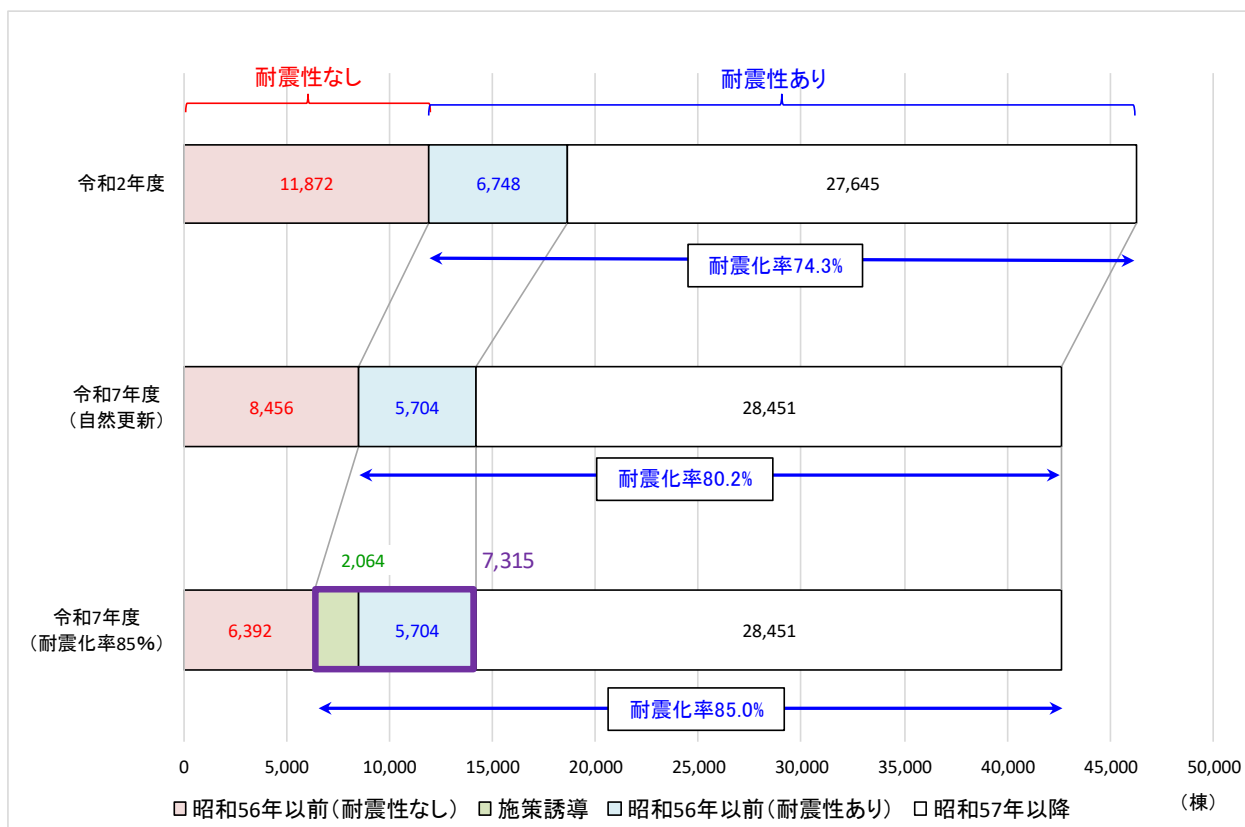 耐震性なし
耐震性あり
令和2年度
11,872
6,748
27,645
耐震化率74.3%
令和7年度
（自然更新）
8,456
5,704
28,451
耐震化率80.2%
2,064
7,315
令和7年度
（耐震化率85%）
6,392
5,704
28,451
耐震化率85.0%
0
5,000
10,000
15,000
20,000
25,000
30,000
35,000
40,000
45,000
50,000
昭和56年以前（耐震性なし）
施策誘導
昭和56年以前（耐震性あり）
昭和57年以降
（棟）